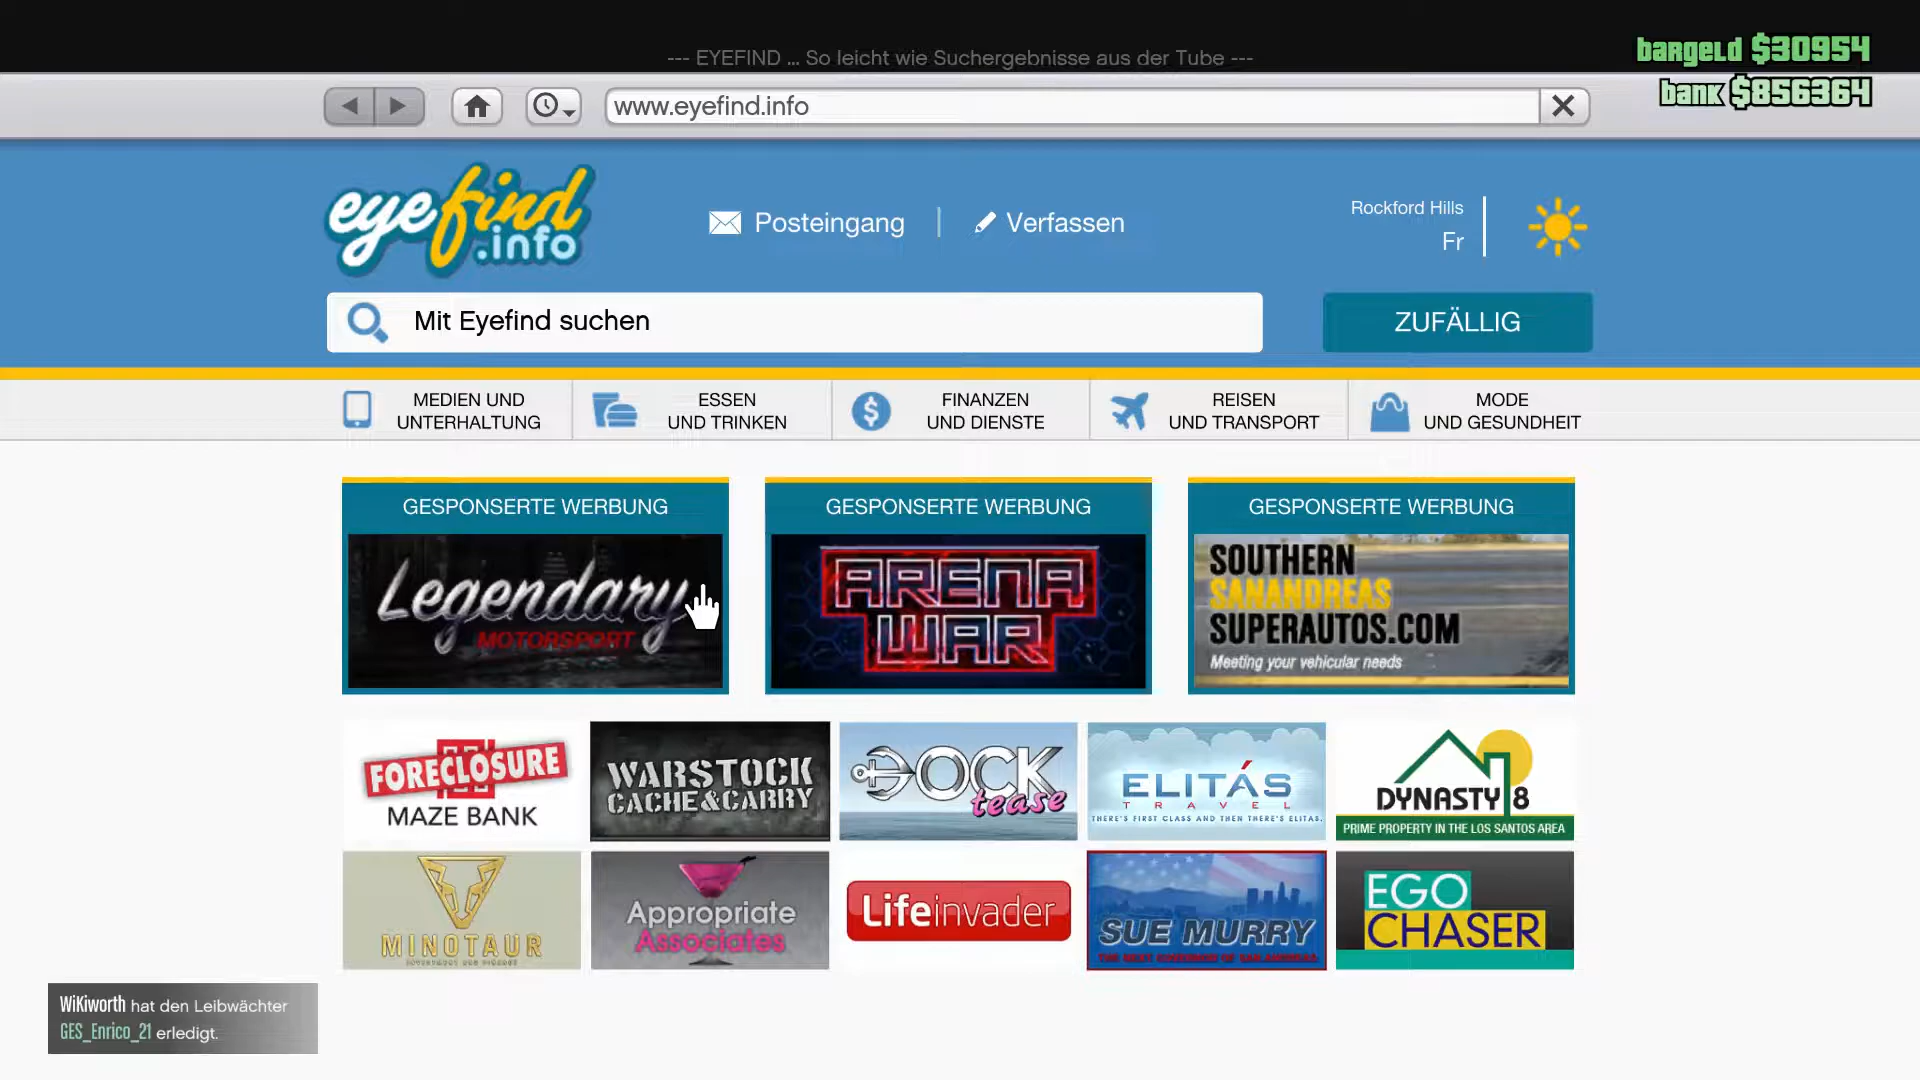 --- EYEFIND ... So leicht wie Suchergebnisse aus der Tube ---
bargeld $30954
bank $856364
www.eyefind.info
eyefind
.info
Posteingang
Verfassen
Rockford Hills
Fr
Mit Eyefind suchen
ZUFÄLLIG
MEDIEN UND
UNTERHALTUNG
ESSEN
UND TRINKEN
FINANZEN
UND DIENSTE
REISEN
UND TRANSPORT
MODE
UND GESUNDHEIT
GESPONSERTE WERBUNG
Legendary
MOTORSPORT
GESPONSERTE WERBUNG
ARENA
WAR
GESPONSERTE WERBUNG
SOUTHERN
SANANDREAS
SUPERAUTOS.COM
Meeting your vehicular needs
FORECLOSURE
MAZE BANK
WARSTOCK
CACHE&CARRY
DOCK
tease
ELITÁS
TRAVEL
THERE'S FIRST CLASS AND THEN THERE'S ELITAS.
DYNASTY 8
PRIME PROPERTY IN THE LOS SANTOS AREA
MINOTAUR
Appropriate
Associates
Lifeinvader
SUE MURRY
EGO
CHASER
WiKiworth hat den Leibwächter
GES_Enrico_21 erledigt.